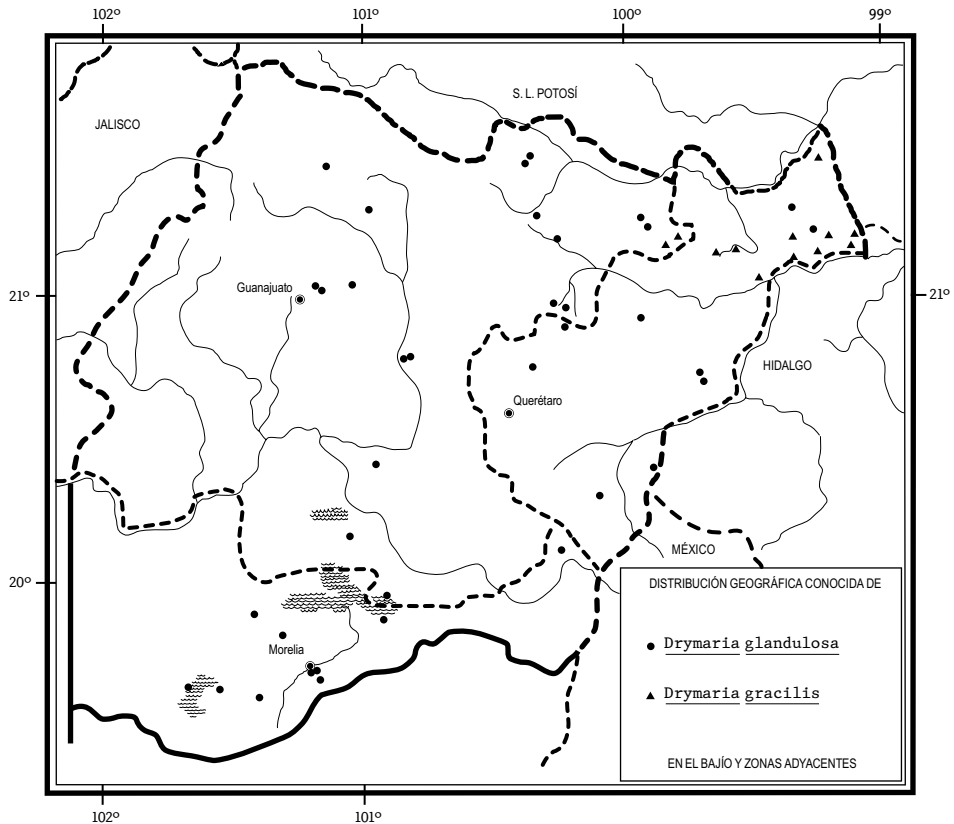 102º
101º
100º
99º
S. L. POTOSÍ
JALISCO
Guanajuato
21º
21º
HIDALGO
Querétaro
MÉXICO
20º
DISTRIBUCIÓN GEOGRÁFICA CONOCIDA DE
Drymaria glandulosa
Morelia
Drymaria gracilis
EN EL BAJÍO Y ZONAS ADYACENTES
102º
101º